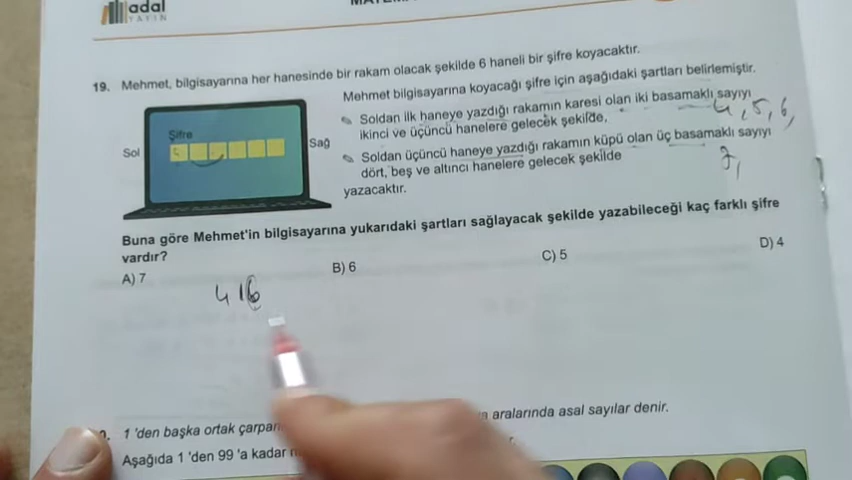 adal
YAYIN
19. Mehmet, bilgisayarına her hanesinde bir rakam olacak şekilde 6 haneli bir şifre koyacaktır.
Mehmet bilgisayarına koyacağı şifre için aşağıdaki şartları belirlemiştir.
Soldan ilk haneye yazdığı rakamın karesi olan iki basamaklı sayıyı
ikinci ve üçüncü hanelere gelecek şekilde,
Soldan üçüncü haneye yazdığı rakamın küpü olan üç basamaklı sayıyı
dört, beş ve altıncı hanelere gelecek şekilde
yazacaktır.
Şifre
Sol
Sağ
4, 5, 6,
7,
Buna göre Mehmet'in bilgisayarına yukarıdaki şartları sağlayacak şekilde yazabileceği kaç farklı şifre
vardır?
A) 7
B) 6
C) 5
D) 4
4 16
1 'den başka ortak çarpan
aralarında asal sayılar denir.
Aşağıda 1 'den 99 'a kadar